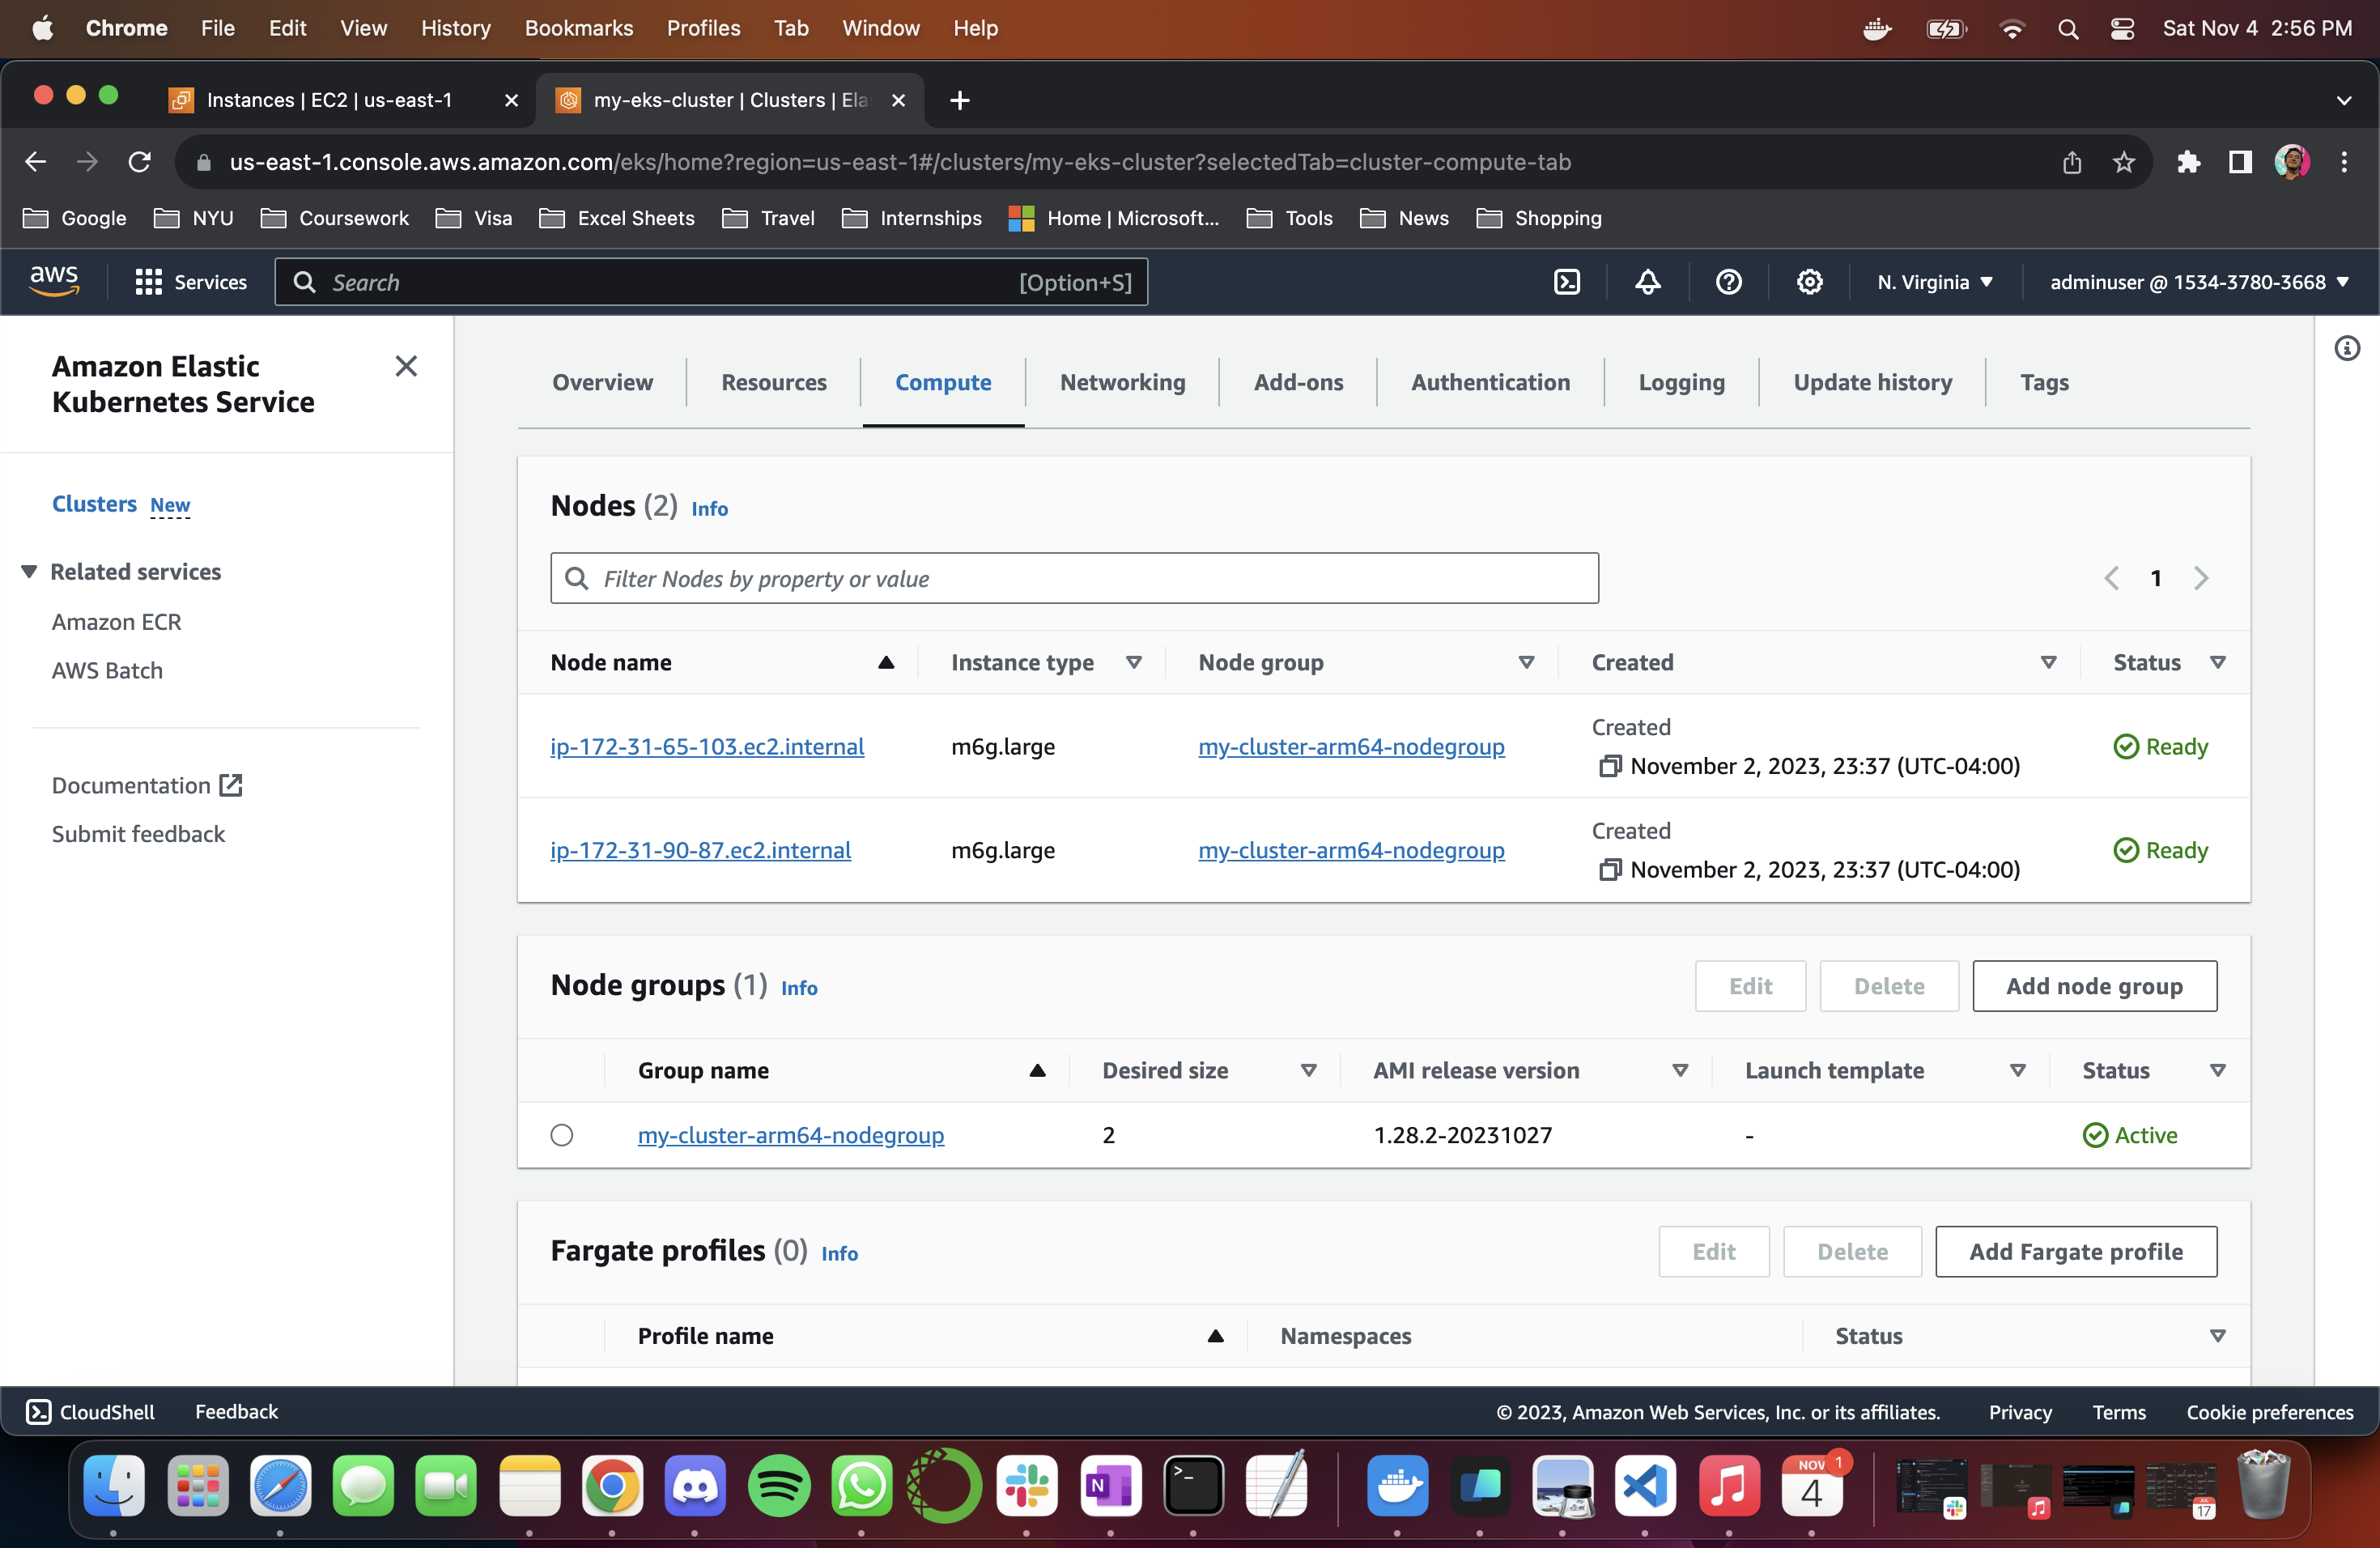 Chrome File Edit View History Bookmarks Profiles Tab Window Help Sat Nov 4 2:56 PM
Instances | EC2 | us-east-1 my-eks-cluster | Clusters | Ela
us-east-1.console.aws.amazon.com/eks/home?region=us-east-1#/clusters/my-eks-cluster?selectedTab=cluster-compute-tab
Google NYU Coursework Visa Excel Sheets Travel Internships Home | Microsoft... Tools News Shopping
aws Services Search [Option+S] N. Virginia adminuser @ 1534-3780-3668
Amazon Elastic
Kubernetes Service
Clusters New
Related services
Amazon ECR
AWS Batch
Documentation
Submit feedback
Overview Resources Compute Networking Add-ons Authentication Logging Update history Tags
Nodes (2) Info
Filter Nodes by property or value
1
Node name Instance type Node group Created Status
ip-172-31-65-103.ec2.internal m6g.large my-cluster-arm64-nodegroup Created November 2, 2023, 23:37 (UTC-04:00) Ready
ip-172-31-90-87.ec2.internal m6g.large my-cluster-arm64-nodegroup Created November 2, 2023, 23:37 (UTC-04:00) Ready
Node groups (1) Info Edit Delete Add node group
Group name Desired size AMI release version Launch template Status
my-cluster-arm64-nodegroup 2 1.28.2-20231027 - Active
Fargate profiles (0) Info Edit Delete Add Fargate profile
Profile name Namespaces Status
CloudShell Feedback © 2023, Amazon Web Services, Inc. or its affiliates. Privacy Terms Cookie preferences
N NOV 4 1 17